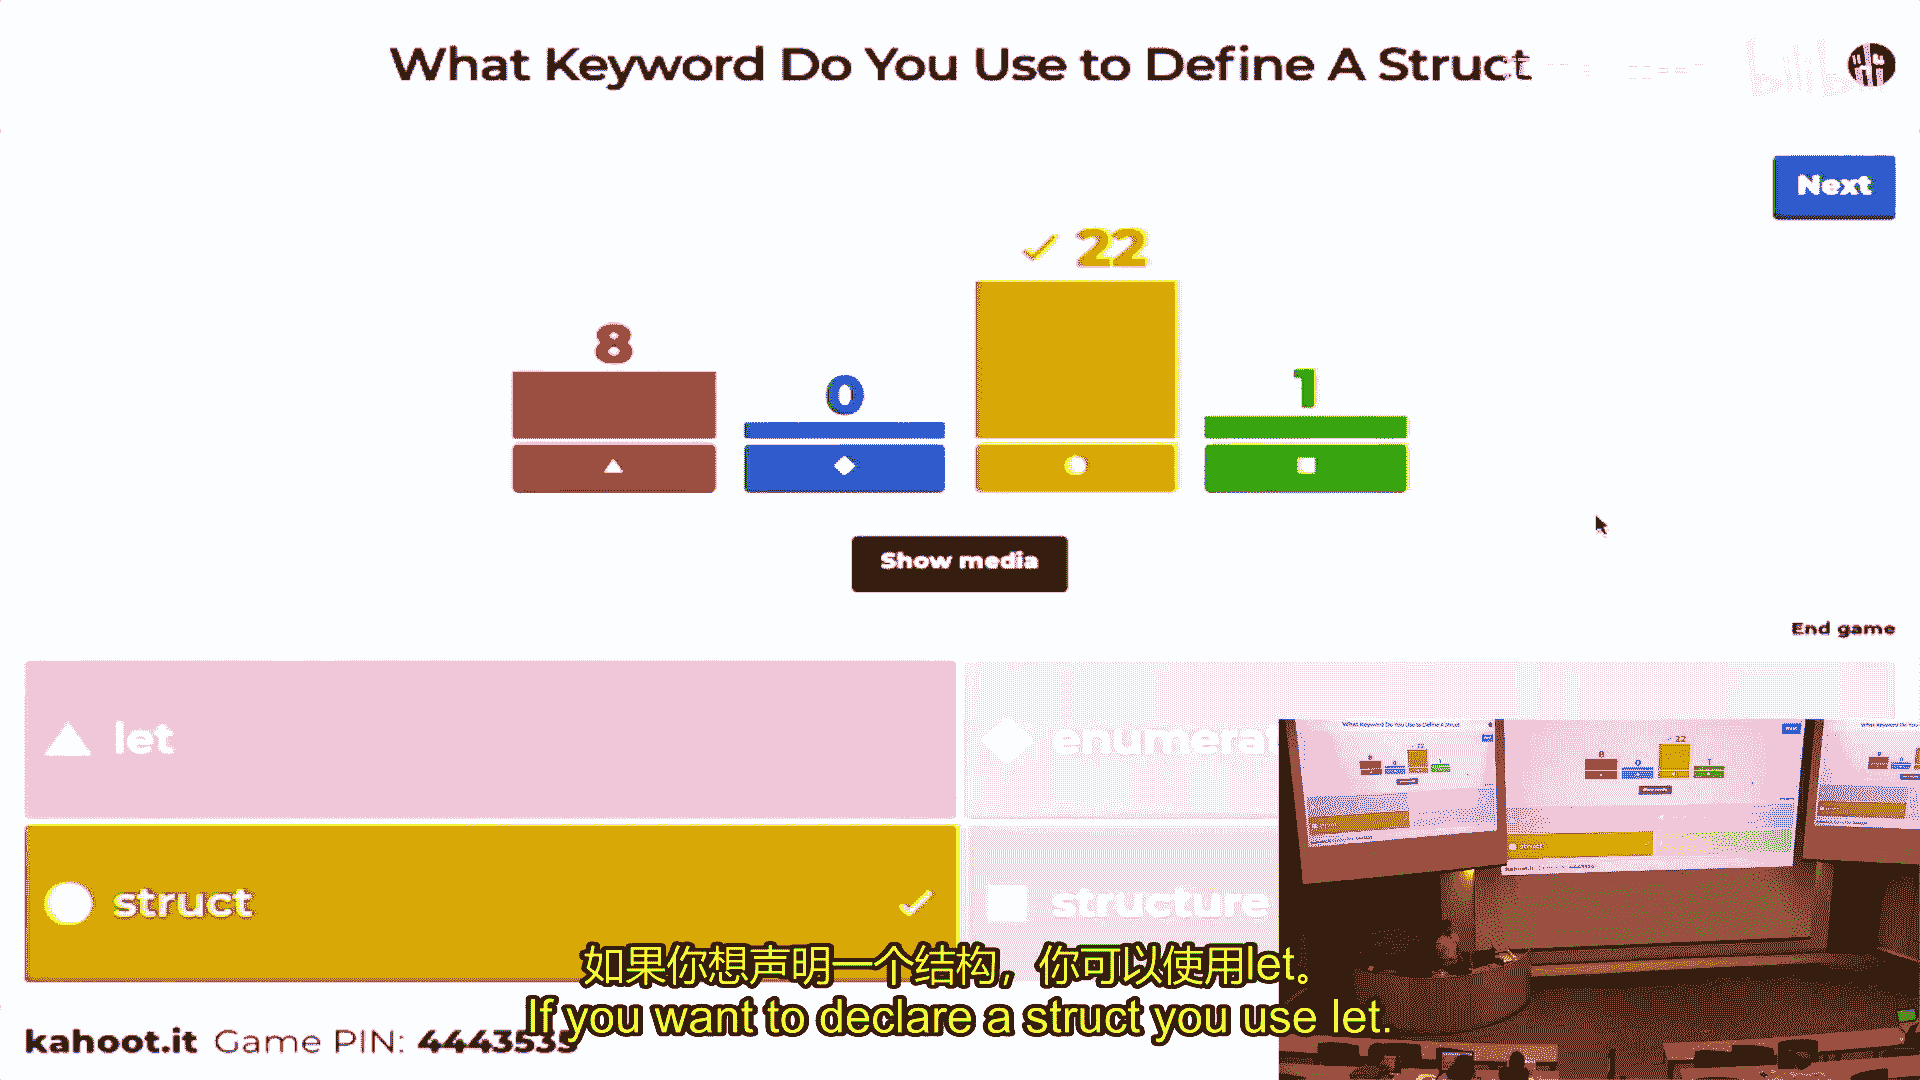 What Keyword Do You Use to Define A Struct
bilibili
Next
8
0
22
1
Show media
End game
let
struct
structure
如果你想声明一个结构，你可以使用let。
If you want to declare a struct you use let.
kahoot.it Game PIN: 4443535